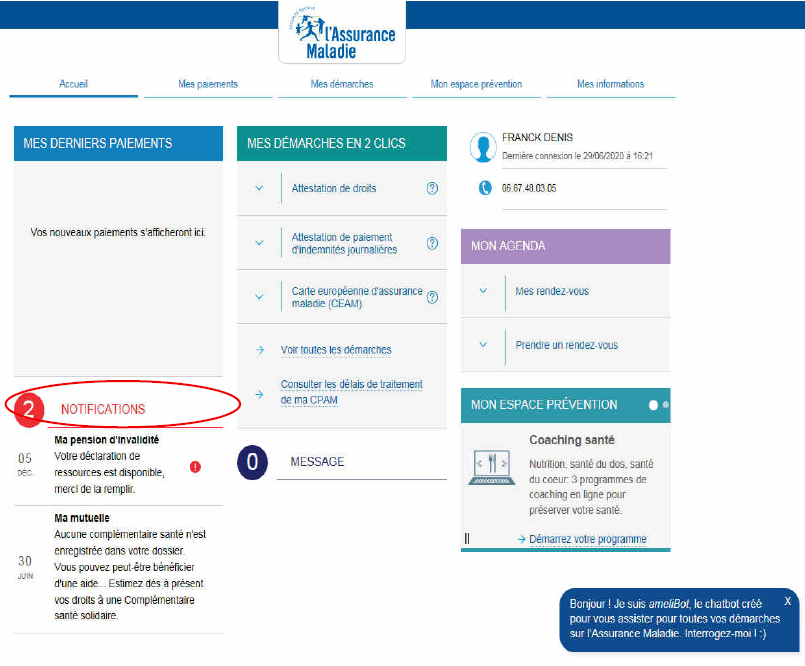 l'Assurance
Maladie
Accueil
Mes paiements
Mes démarches
Mon espace prévention
Mes informations
MES DERNIERS PAIEMENTS
Vos nouveaux paiements s'afficheront ici.
2
NOTIFICATIONS
05
DÉC.
Ma pension d'invalidité
Votre déclaration de
ressources est disponible,
merci de la remplir.
!
30
JUIN
Ma mutuelle
Aucune complémentaire santé n'est
enregistrée dans votre dossier.
Vous pouvez peut-être bénéficier
d'une aide... Estimez dès à présent
vos droits à une Complémentaire
santé solidaire.
MES DÉMARCHES EN 2 CLICS
Attestation de droits
?
Attestation de paiement
d'indemnités journalières
?
Carte européenne d'assurance
maladie (CEAM)
?
Voir toutes les démarches
Consulter les délais de traitement
de ma CPAM
0
MESSAGE
FRANCK DENIS
Dernière connexion le 29/06/2020 à 16:21
06.67.48.03.05
MON AGENDA
Mes rendez-vous
Prendre un rendez-vous
MON ESPACE PRÉVENTION
Coaching santé
Nutrition, santé du dos, santé
du coeur: 3 programmes de
coaching en ligne pour
préserver votre santé.
Démarrez votre programme
Bonjour ! Je suis ameliBot, le chatbot créé
pour vous assister pour toutes vos démarches
sur l'Assurance Maladie. Interrogez-moi ! :)
X